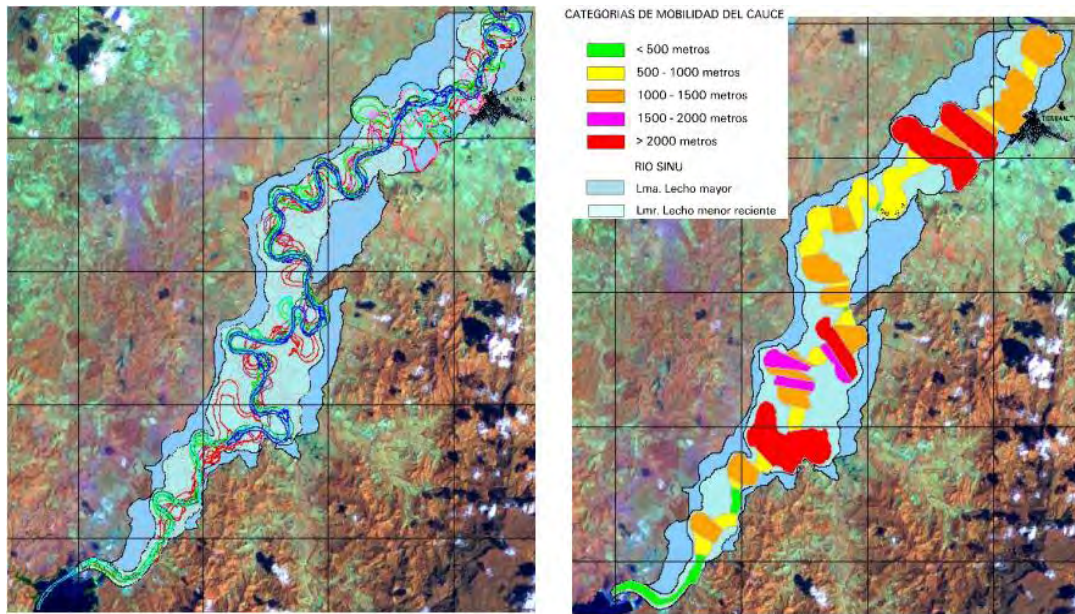 CATEGORIAS DE MOBILIDAD DEL CAUCE
< 500 metros
500 - 1000 metros
1000 - 1500 metros
1500 - 2000 metros
> 2000 metros
RIO SINU
Lma. Lecho mayor
Lmr. Lecho menor reciente